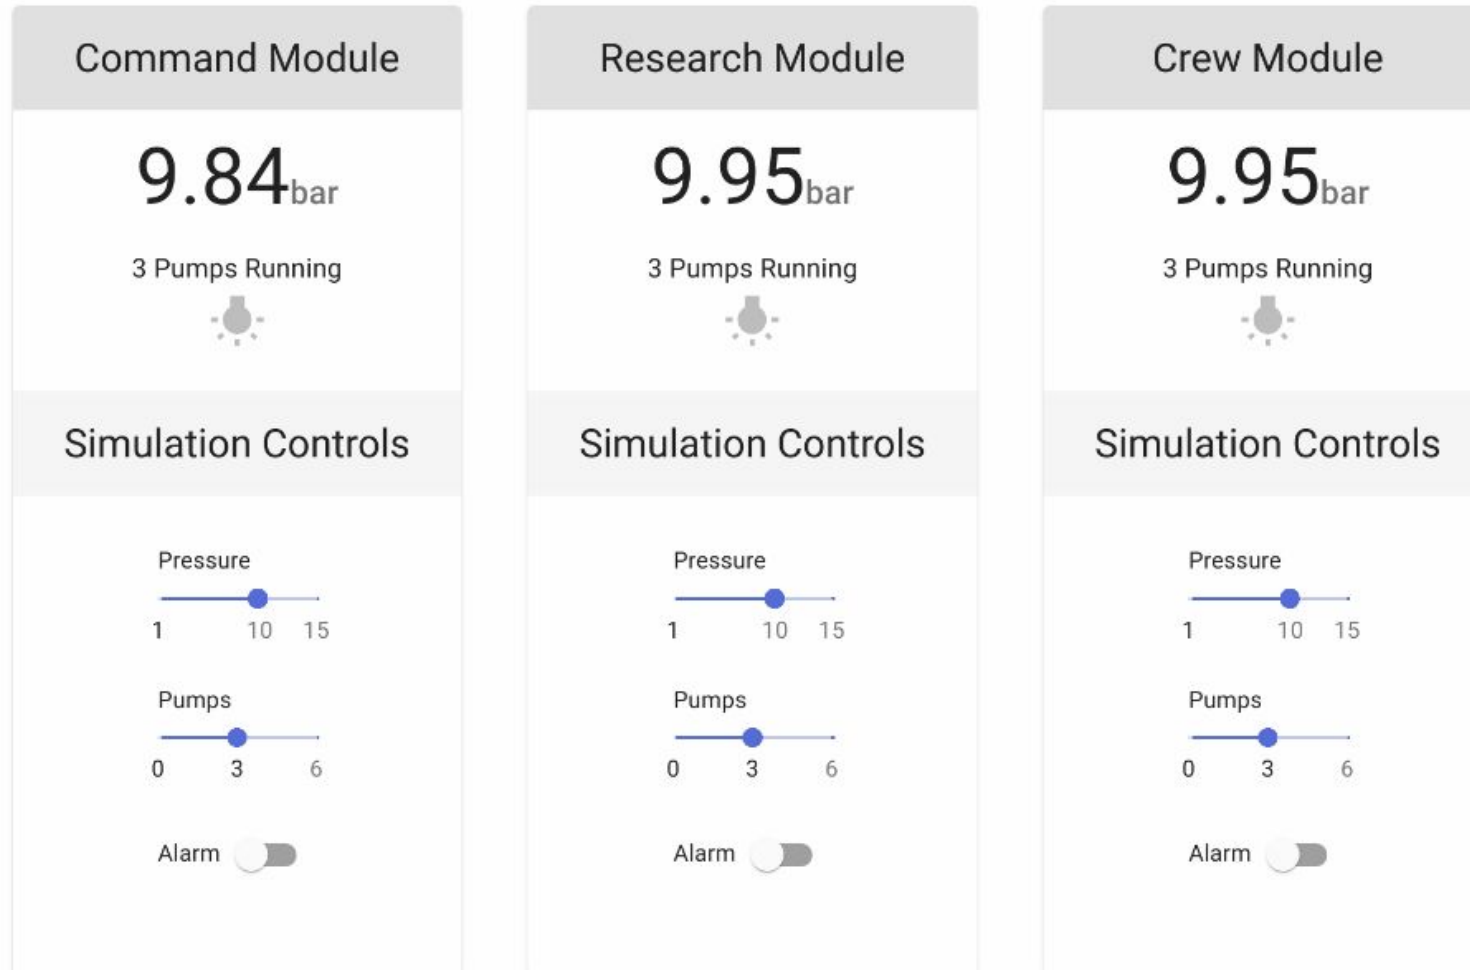 Command Module
9.84bar
3 Pumps Running
Simulation Controls
Pressure
1 10 15
Pumps
0 3 6
Alarm
Research Module
9.95bar
3 Pumps Running
Simulation Controls
Pressure
1 10 15
Pumps
0 3 6
Alarm
Crew Module
9.95bar
3 Pumps Running
Simulation Controls
Pressure
1 10 15
Pumps
0 3 6
Alarm